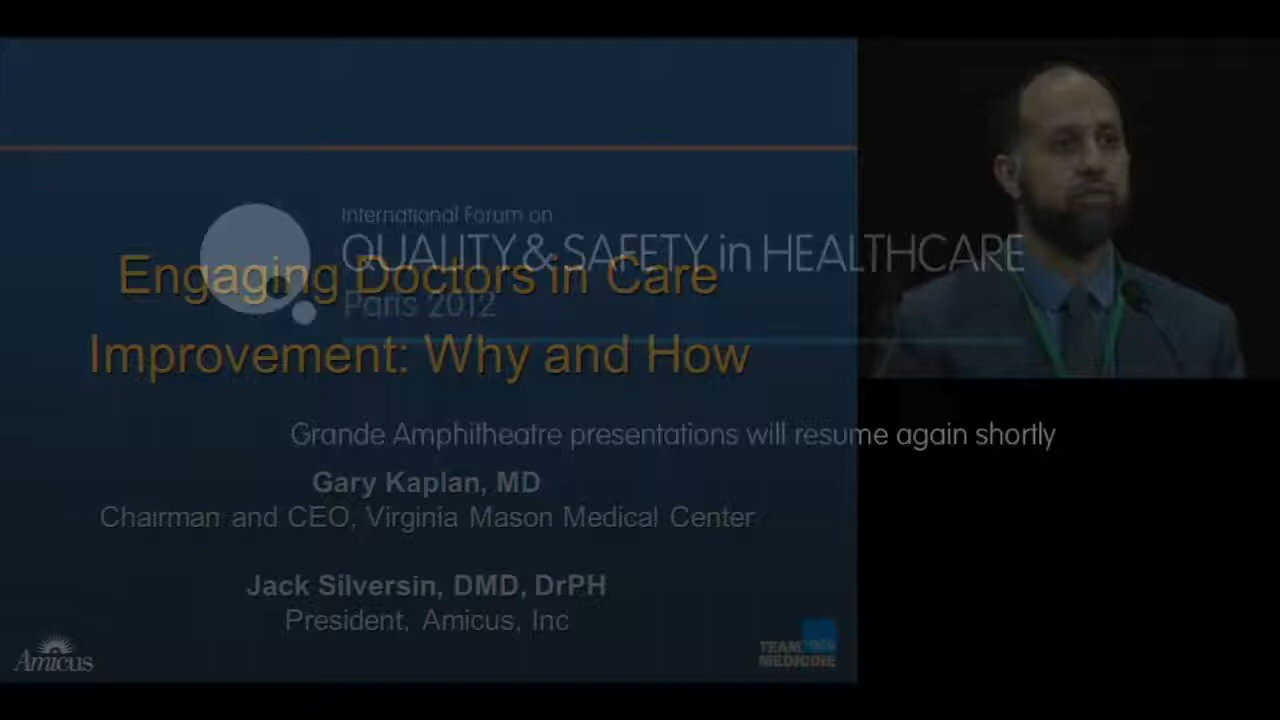 International Forum on
QUALITY & SAFETY in HEALTHCARE
Paris 2012
Engaging Doctors in Care
Improvement: Why and How
Grande Amphitheatre presentations will resume again shortly
Gary Kaplan, MD
Chairman and CEO, Virginia Mason Medical Center
Jack Silversin, DMD, DrPH
President, Amicus, Inc
Amicus
TEAM
MEDICINE